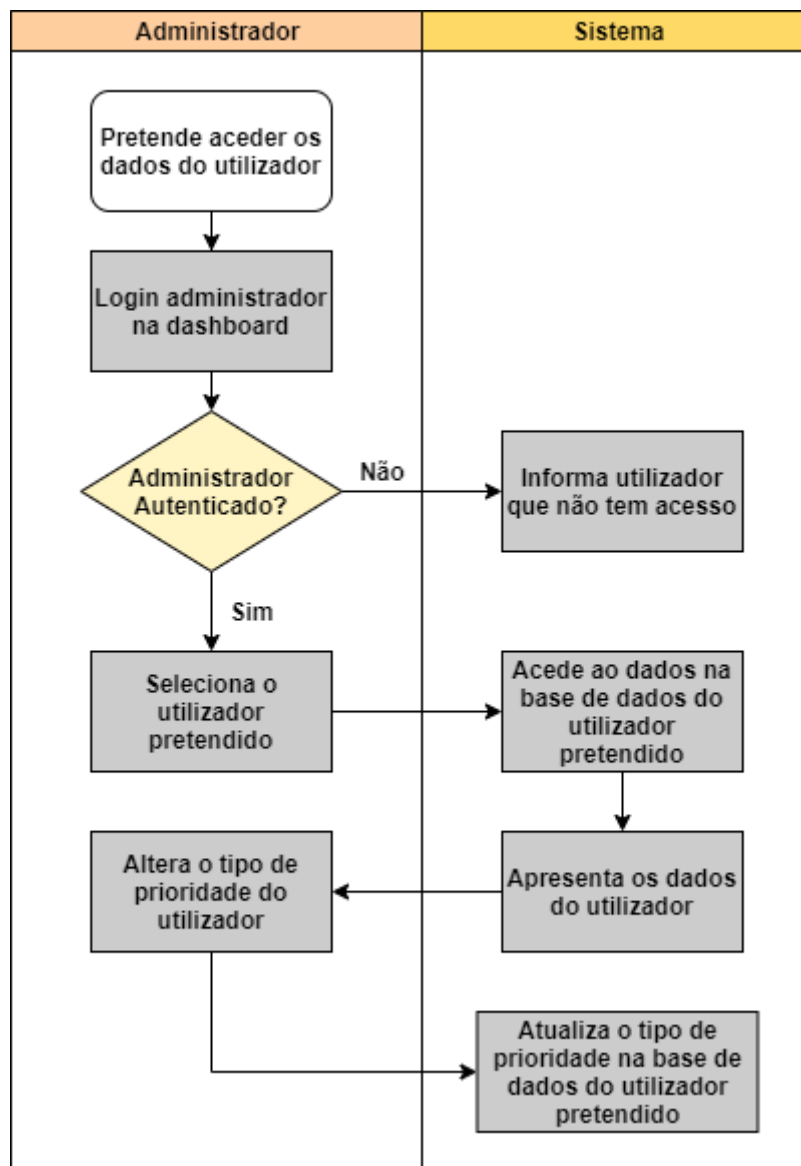 Administrador
Sistema
Pretende aceder os
dados do utilizador
Login administrador
na dashboard
Administrador
Autenticado?
Não
Informa utilizador
que não tem acesso
Sim
Seleciona o
utilizador
pretendido
Acede ao dados na
base de dados do
utilizador
pretendido
Altera o tipo de
prioridade do
utilizador
Apresenta os dados
do utilizador
Atualiza o tipo de
prioridade na base de
dados do utilizador
pretendido